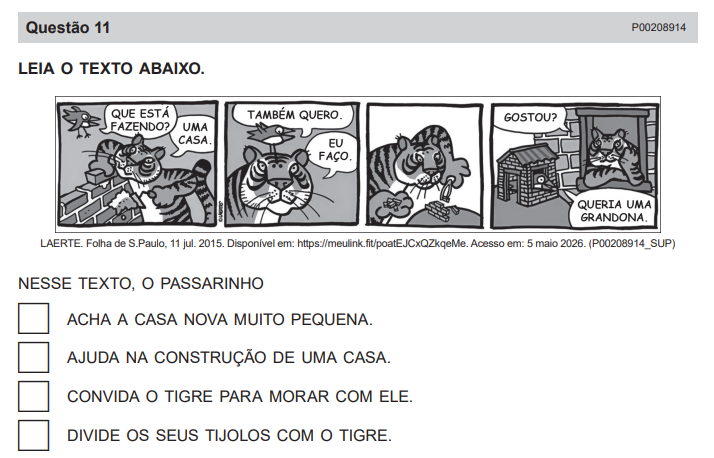 Questão 11
P00208914
LEIA O TEXTO ABAIXO.
QUE ESTÁ
FAZENDO?
UMA
CASA.
TAMBÉM QUERO.
EU
FAÇO.
GOSTOU?
QUERIA UMA
GRANDONA.
LAERTE. Folha de S.Paulo, 11 jul. 2015. Disponível em: https://meulink.fit/poatEJCxQZkqeMe. Acesso em: 5 maio 2026. (P00208914_SUP)
NESSE TEXTO, O PASSARINHO
ACHA A CASA NOVA MUITO PEQUENA.
AJUDA NA CONSTRUÇÃO DE UMA CASA.
CONVIDA O TIGRE PARA MORAR COM ELE.
DIVIDE OS SEUS TIJOLOS COM O TIGRE.